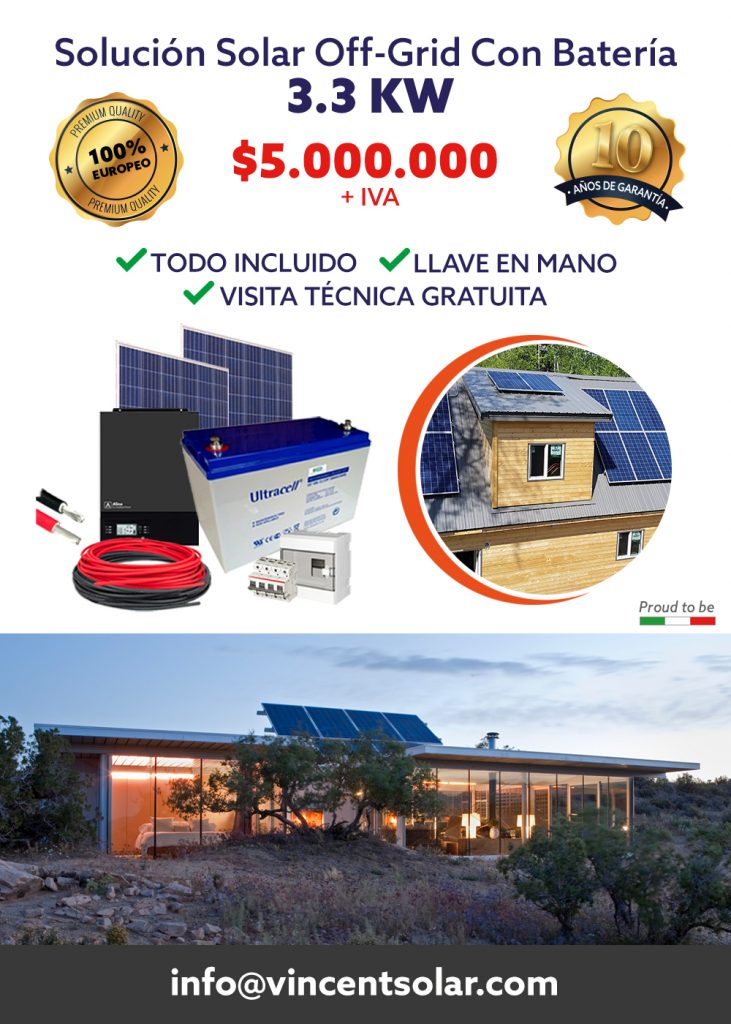 Solución Solar Off-Grid Con Batería
3.3 KW
PREMIUM QUALITY
100%
EUROPEO
PREMIUM QUALITY
$5.000.000
+ IVA
10
AÑOS DE GARANTÍA
TODO INCLUIDO
LLAVE EN MANO
VISITA TÉCNICA GRATUITA
Ultracell
Proud to be
info@vincentsolar.com